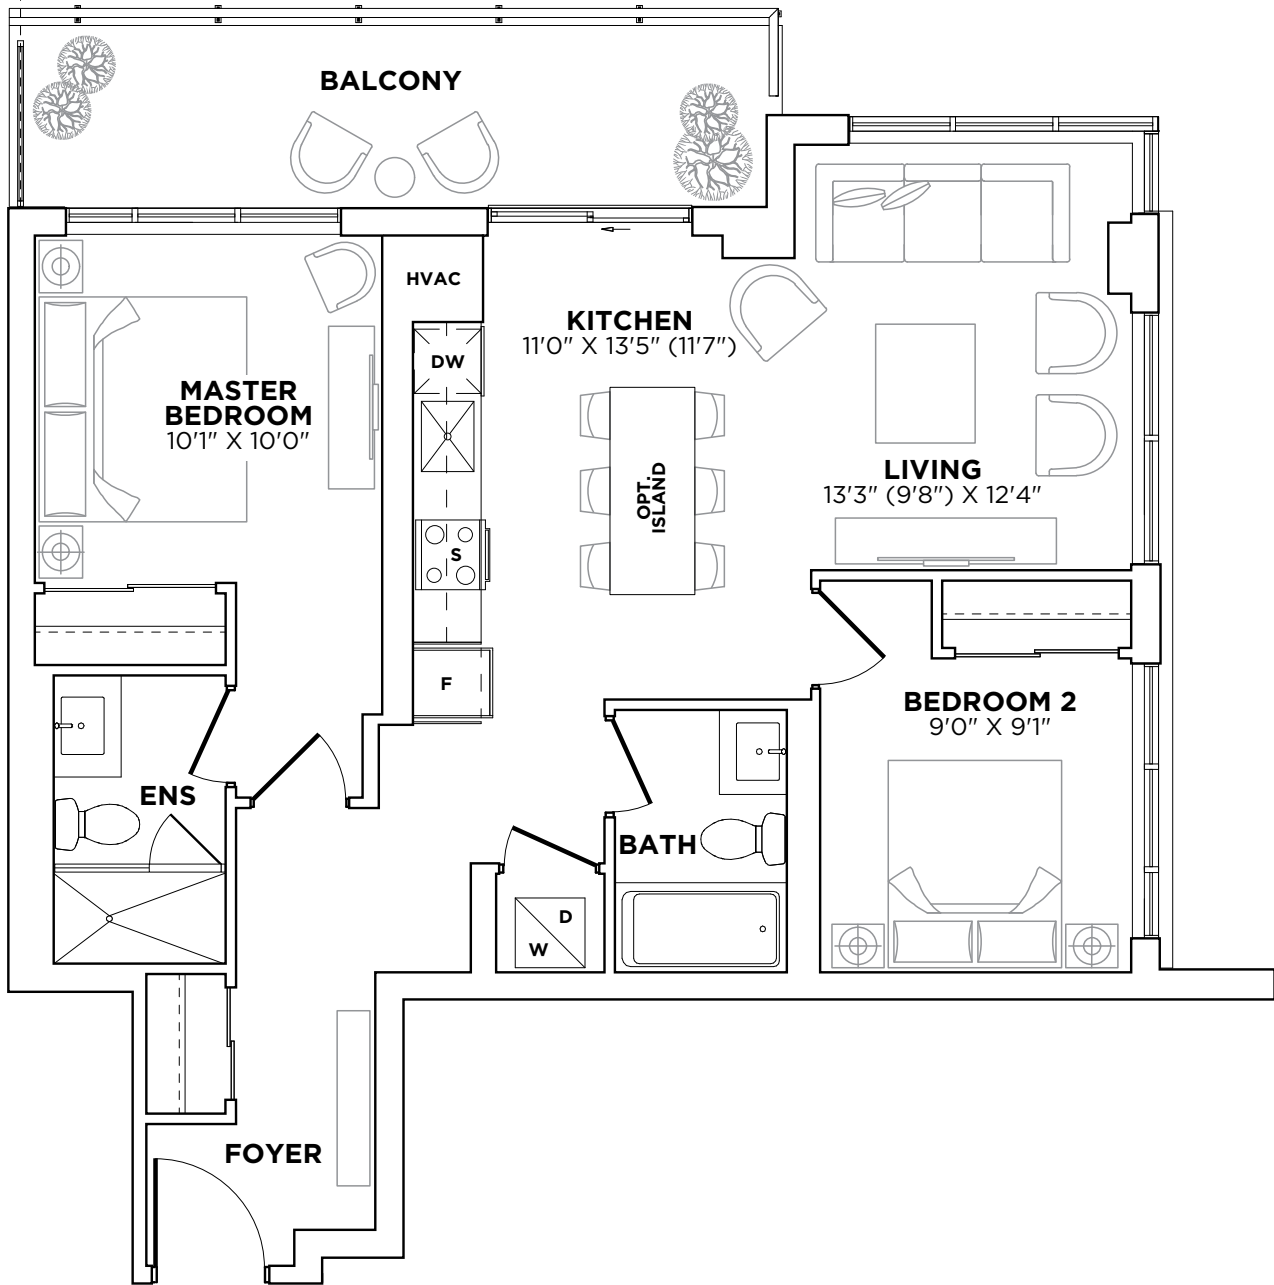 BALCONY
HVAC
KITCHEN
11'0" X 13'5" (11'7")
DW
MASTER
BEDROOM
10'1" X 10'0"
LIVING
13'3" (9'8") X 12'4"
OPT.
ISLAND
S
F
BEDROOM 2
9'0" X 9'1"
ENS
BATH
D
W
FOYER